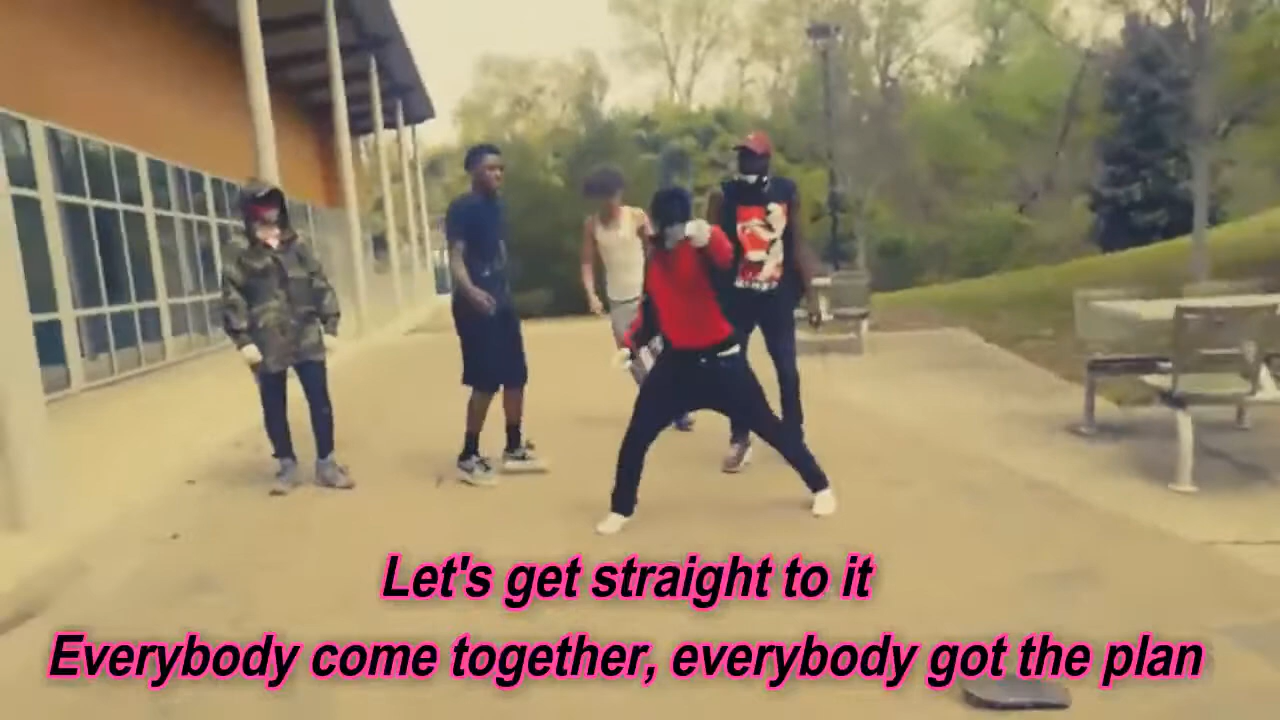 Let's get straight to it
Everybody come together, everybody got the plan